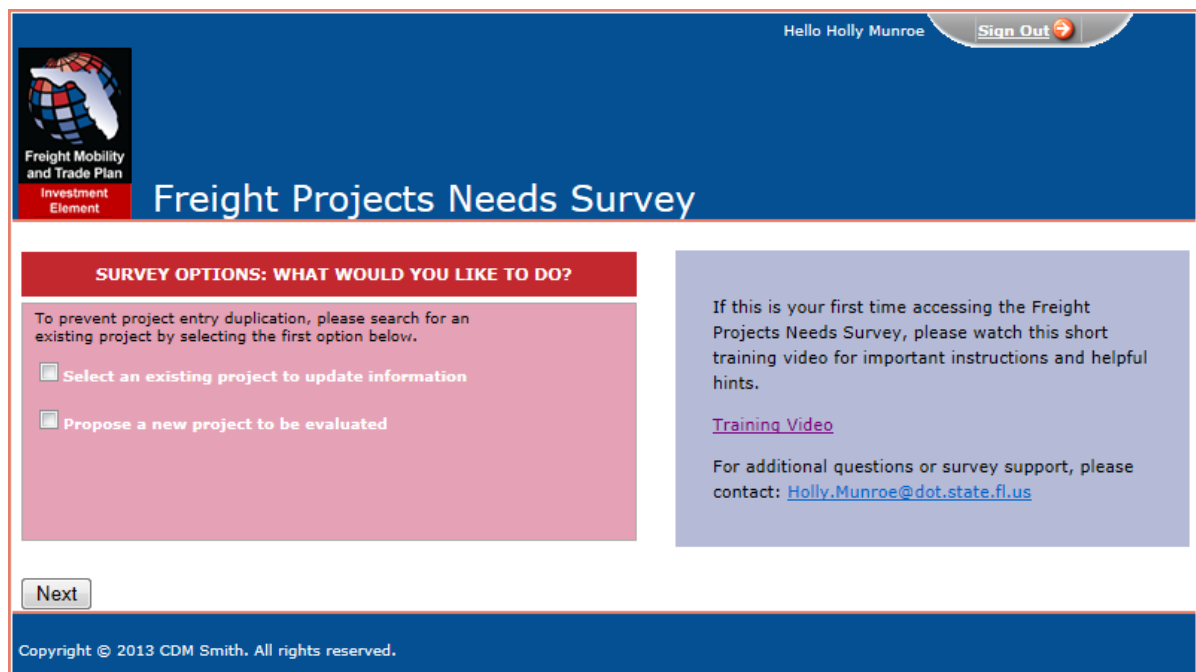 Hello Holly Munroe
Sign Out
Freight Mobility
and Trade Plan
Investment
Element
Freight Projects Needs Survey
SURVEY OPTIONS: WHAT WOULD YOU LIKE TO DO?
To prevent project entry duplication, please search for an
existing project by selecting the first option below.
Select an existing project to update information
Propose a new project to be evaluated
If this is your first time accessing the Freight
Projects Needs Survey, please watch this short
training video for important instructions and helpful
hints.
Training Video
For additional questions or survey support, please
contact: Holly.Munroe@dot.state.fl.us
Next
Copyright © 2013 CDM Smith. All rights reserved.